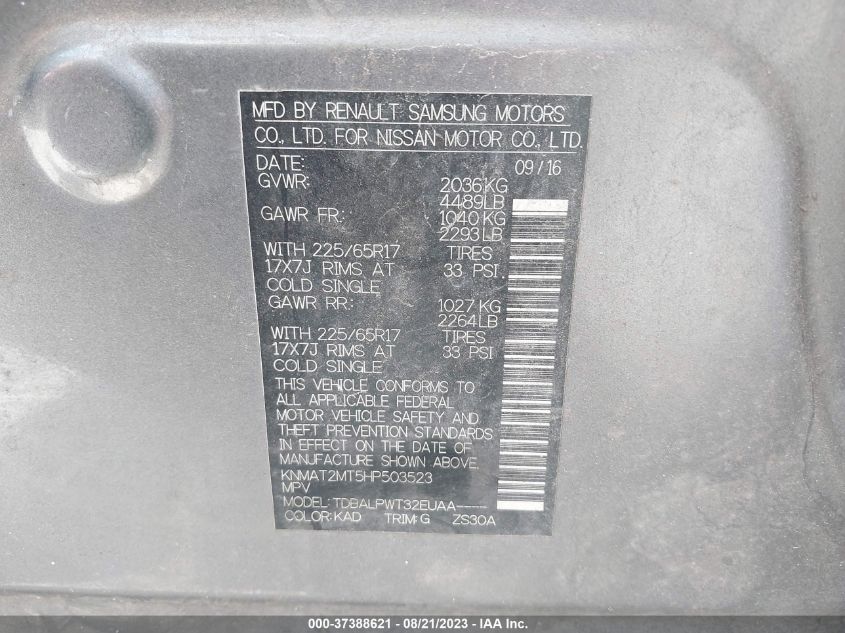 MFD BY RENAULT SAMSUNG MOTORS
CO., LTD. FOR NISSAN MOTOR CO., LTD.
DATE: 09/16
GVWR: 2036KG
4489LB
GAWR FR: 1040KG
2293LB
WITH 225/65R17 TIRES
17X7J RIMS AT 33 PSI.
COLD SINGLE
GAWR RR: 1027KG
2264LB
WITH 225/65R17 TIRES
17X7J RIMS AT 33 PSI
COLD SINGLE
THIS VEHICLE CONFORMS TO
ALL APPLICABLE FEDERAL
MOTOR VEHICLE SAFETY AND
THEFT PREVENTION STANDARDS
IN EFFECT ON THE DATE OF
MANUFACTURE SHOWN ABOVE.
KNMAT2MT5HP503523
MPV
MODEL: TDBALPWT32EUAA-----
COLOR: KAD TRIM: G ZS30A
000-37388621 - 08/21/2023 - IAA Inc.